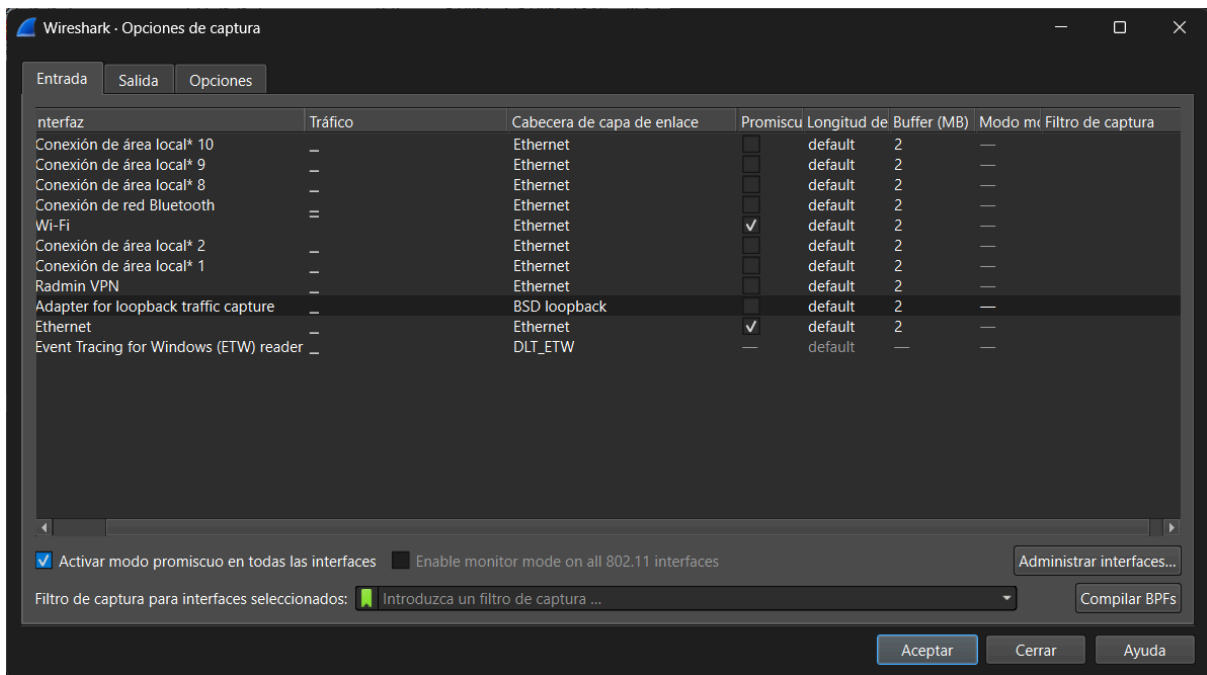 Wireshark · Opciones de captura
Entrada Salida Opciones
nterfaz Tráfico Cabecera de capa de enlace Promiscu Longitud de Buffer (MB) Modo mo Filtro de captura
Conexión de área local* 10 _ Ethernet default 2 —
Conexión de área local* 9 _ Ethernet default 2 —
Conexión de área local* 8 _ Ethernet default 2 —
Conexión de red Bluetooth _ Ethernet default 2 —
Wi-Fi Ethernet default 2 —
Conexión de área local* 2 _ Ethernet default 2 —
Conexión de área local* 1 _ Ethernet default 2 —
Radmin VPN _ Ethernet default 2 —
Adapter for loopback traffic capture _ BSD loopback default 2 —
Ethernet _ Ethernet default 2 —
Event Tracing for Windows (ETW) reader _ DLT_ETW — default — —
Activar modo promiscuo en todas las interfaces Enable monitor mode on all 802.11 interfaces Administrar interfaces...
Filtro de captura para interfaces seleccionados: Introduzca un filtro de captura ... Compilar BPFs
Aceptar Cerrar Ayuda